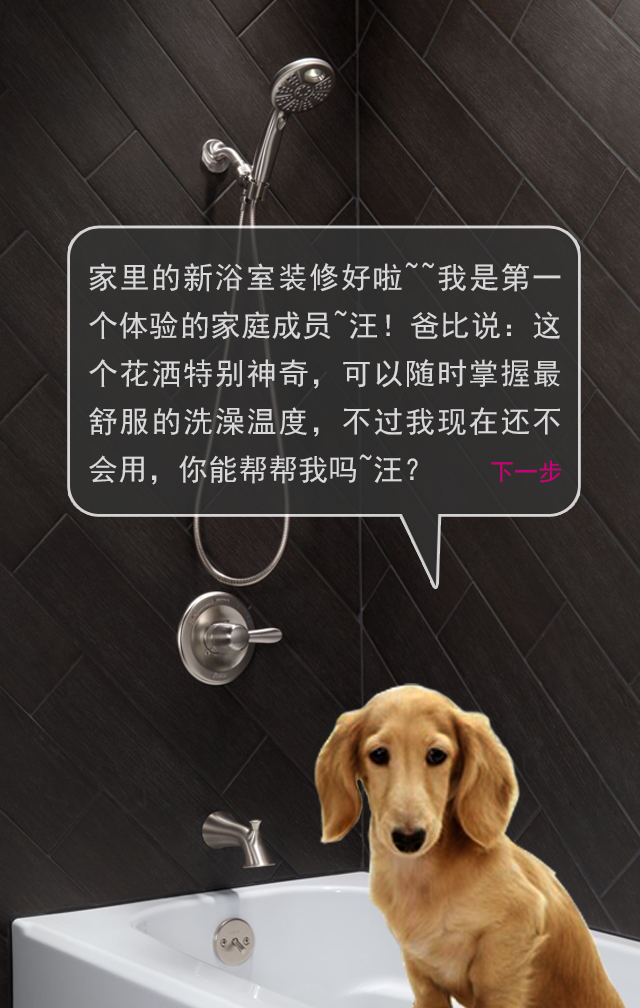 家里的新浴室装修好啦~~我是第一
个体验的家庭成员~汪！爸比说：这
个花洒特别神奇，可以随时掌握最
舒服的洗澡温度，不过我现在还不
会用，你能帮帮我吗~汪？ 下一步